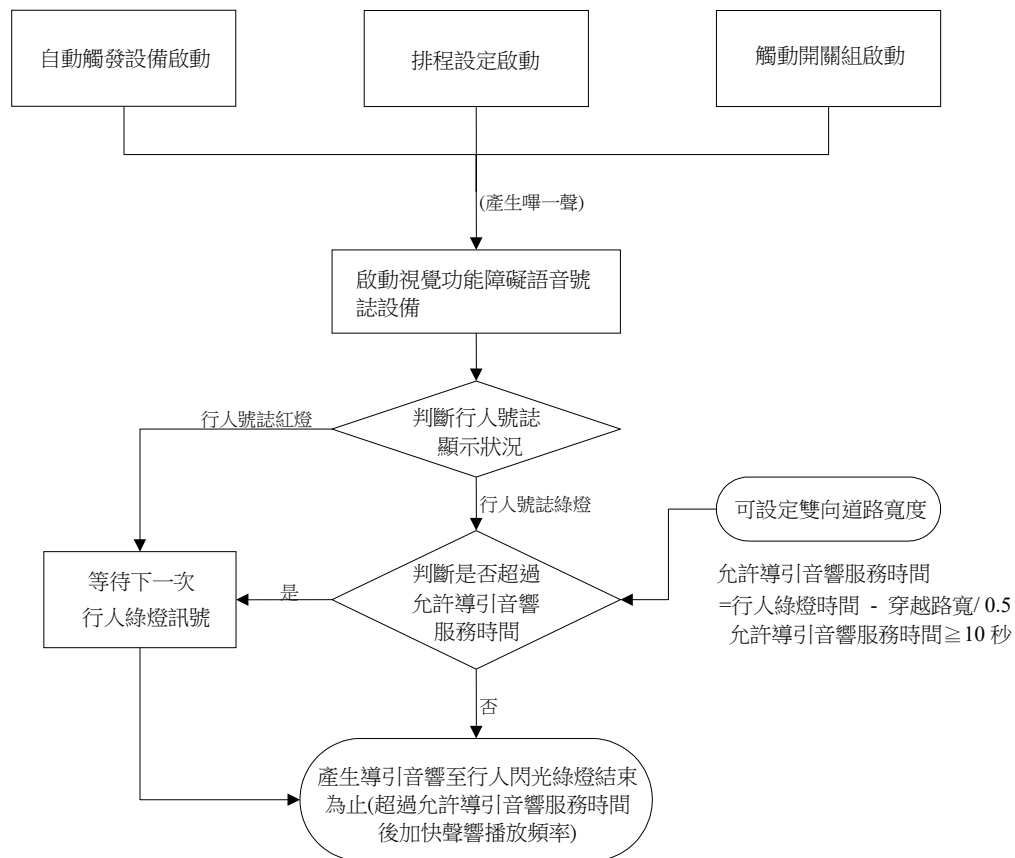 自動觸發設備啟動
排程設定啟動
觸動開關組啟動
(產生嗶一聲)
啟動視覺功能障礙語音號
誌設備
行人號誌紅燈
判斷行人號誌
顯示狀況
行人號誌綠燈
可設定雙向道路寬度
等待下一次
行人綠燈訊號
是
判斷是否超過
允許導引音響
服務時間
允許導引音響服務時間
=行人綠燈時間 - 穿越路寬/ 0.5
允許導引音響服務時間≧10 秒
否
產生導引音響至行人閃光綠燈結束
為止(超過允許導引音響服務時間
後加快聲響播放頻率)